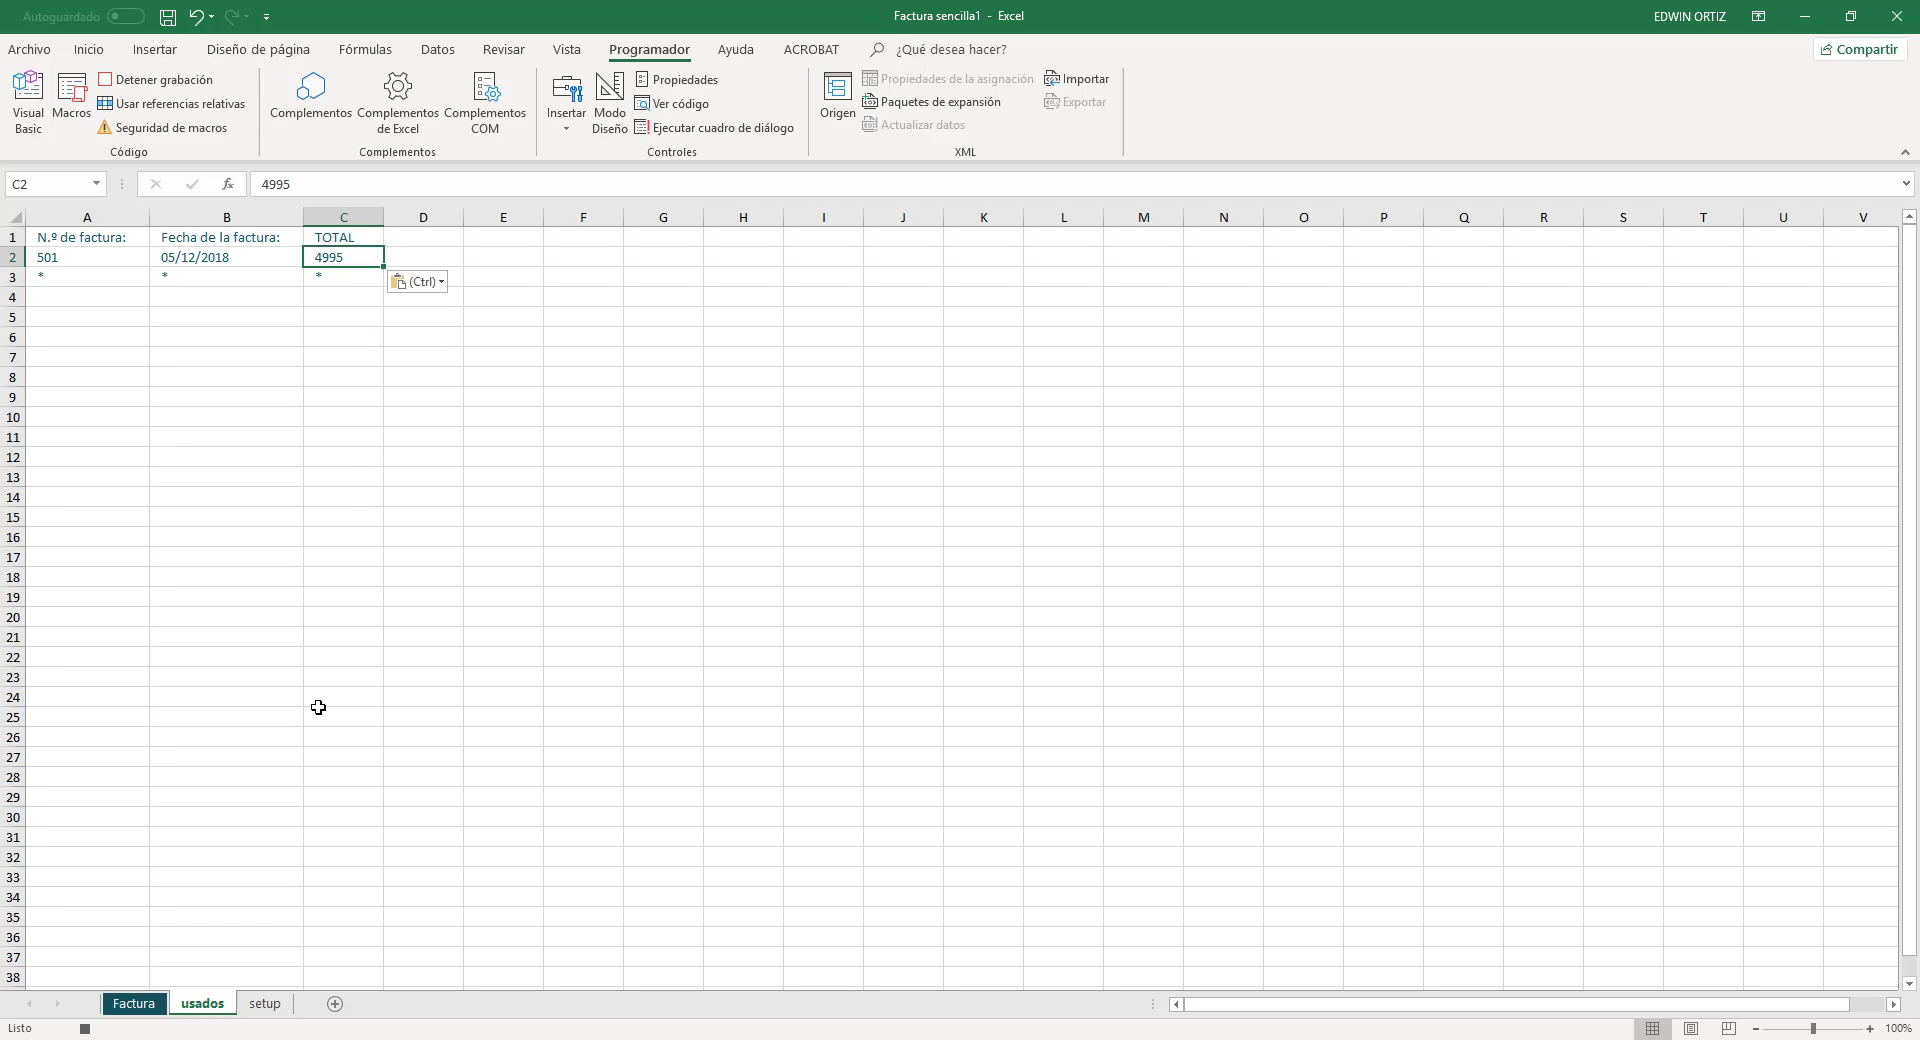 Autoguardado
Factura sencilla1 - Excel
EDWIN ORTIZ
Archivo Inicio Insertar Diseño de página Fórmulas Datos Revisar Vista Programador Ayuda ACROBAT ¿Qué desea hacer? Compartir
Visual Basic
Macros
Detener grabación
Usar referencias relativas
Seguridad de macros
Código
Complementos
Complementos de Excel
Complementos COM
Complementos
Insertar
Modo Diseño
Propiedades
Ver código
Ejecutar cuadro de diálogo
Controles
Origen
Propiedades de la asignación
Paquetes de expansión
Actualizar datos
Importar
Exportar
XML
C2 fx 4995
A B C D E F G H I J K L M N O P Q R S T U V
1 N.º de factura: Fecha de la factura: TOTAL
2 501 05/12/2018 4995
3 * * *
(Ctrl)
4
5
6
7
8
9
10
11
12
13
14
15
16
17
18
19
20
21
22
23
24
25
26
27
28
29
30
31
32
33
34
35
36
37
38
Factura usados setup
Listo
100%